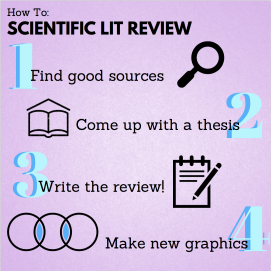 How To:
SCIENTIFIC LIT REVIEW
1
Find good sources
2
Come up with a thesis
3
Write the review!
4
Make new graphics